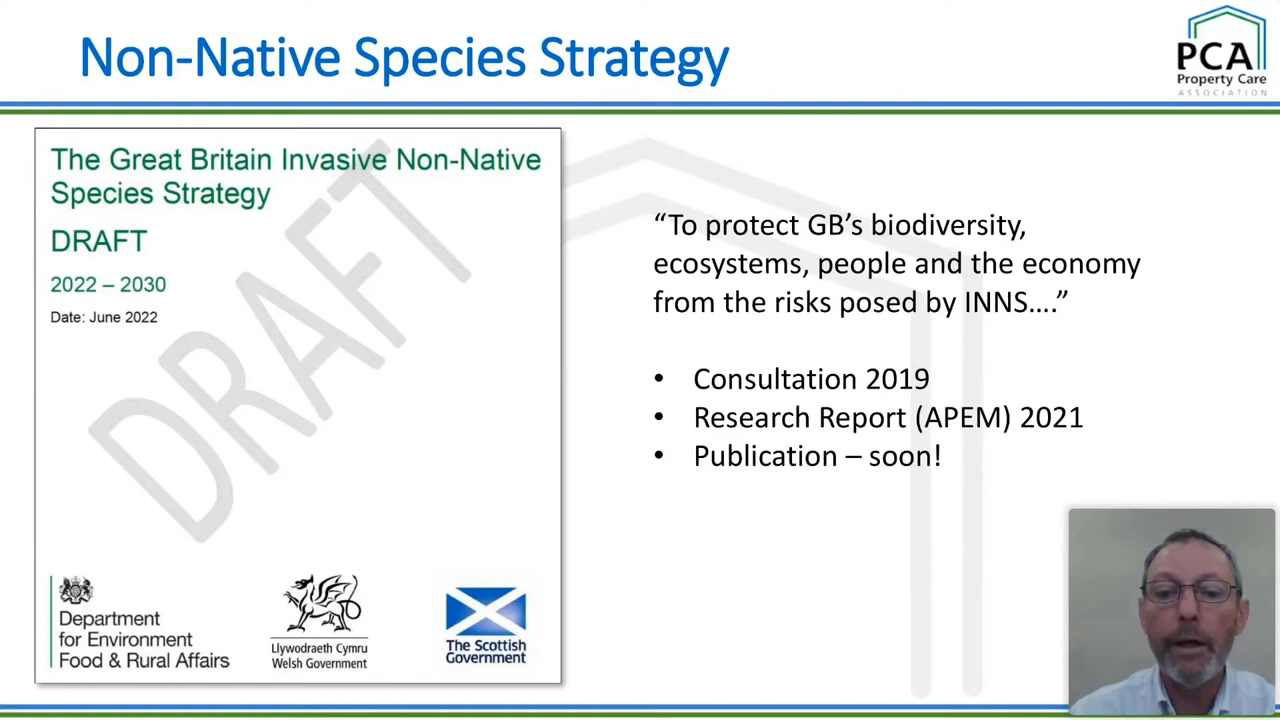 Non-Native Species Strategy
PCA
Property Care
ASSOCIATION
The Great Britain Invasive Non-Native
Species Strategy
DRAFT
2022 – 2030
Date: June 2022
DRAFT
Department
for Environment
Food & Rural Affairs
Llywodraeth Cymru
Welsh Government
The Scottish
Government
“To protect GB’s biodiversity,
ecosystems, people and the economy
from the risks posed by INNS….”
• Consultation 2019
• Research Report (APEM) 2021
• Publication – soon!